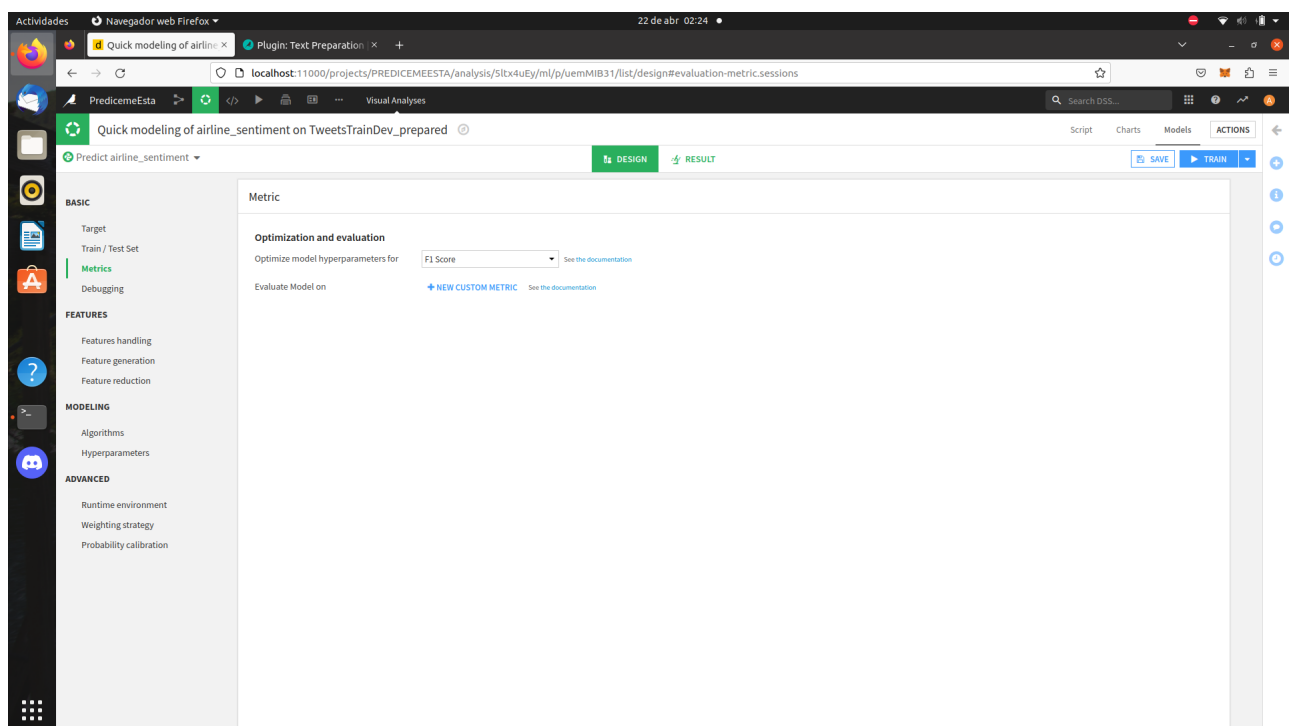 Actividades Navegador web Firefox 22 de abr 02:24
Quick modeling of airline Plugin: Text Preparation
localhost:11000/projects/PREDICEMEESTA/analysis/5ltx4uEy/ml/p/uemMIB31/list/design#evaluation-metric.sessions
PredicemeEsta Visual Analyses Search DSS...
Quick modeling of airline_sentiment on TweetsTrainDev_prepared Script Charts Models ACTIONS
Predict airline_sentiment DESIGN RESULT SAVE TRAIN
Metric
BASIC
Target
Train / Test Set
Metrics
Debugging
FEATURES
Features handling
Feature generation
Feature reduction
MODELING
Algorithms
Hyperparameters
ADVANCED
Runtime environment
Weighting strategy
Probability calibration
Optimization and evaluation
Optimize model hyperparameters for F1 Score See the documentation
Evaluate Model on + NEW CUSTOM METRIC See the documentation